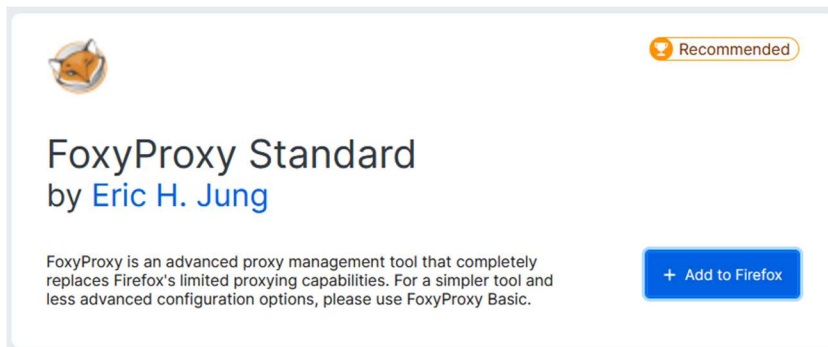 Recommended
FoxyProxy Standard
by Eric H. Jung
FoxyProxy is an advanced proxy management tool that completely
replaces Firefox's limited proxying capabilities. For a simpler tool and
less advanced configuration options, please use FoxyProxy Basic.
+ Add to Firefox